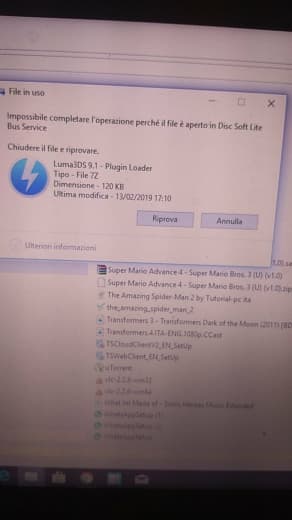 File in uso
Impossibile completare l'operazione perché il file è aperto in Disc Soft Lite
Bus Service
Chiudere il file e riprovare.
Luma3DS 9.1 - Plugin Loader
Tipo - File 7Z
Dimensione - 120 KB
Ultima modifica - 13/02/2019 17:10
Riprova
Annulla
Ulteriori informazioni
Super Mario Advance 4 - Super Mario Bros. 3 (U) (v1.0)
Super Mario Advance 4 - Super Mario Bros. 3 (U) (v1.0).zip
The Amazing Spider-Man 2 by Tutorial-pc ita
the_amazing_spider_man_2
Transformers 3 - Transformers Dark of the Moon (2011) [BD
Transformers.4.ITA-ENG.1080p.CCast
TSCloudClientV2_EN_SetUp
TSWebClient_EN_SetUp
uTorrent
WhatsAppSetup (1)